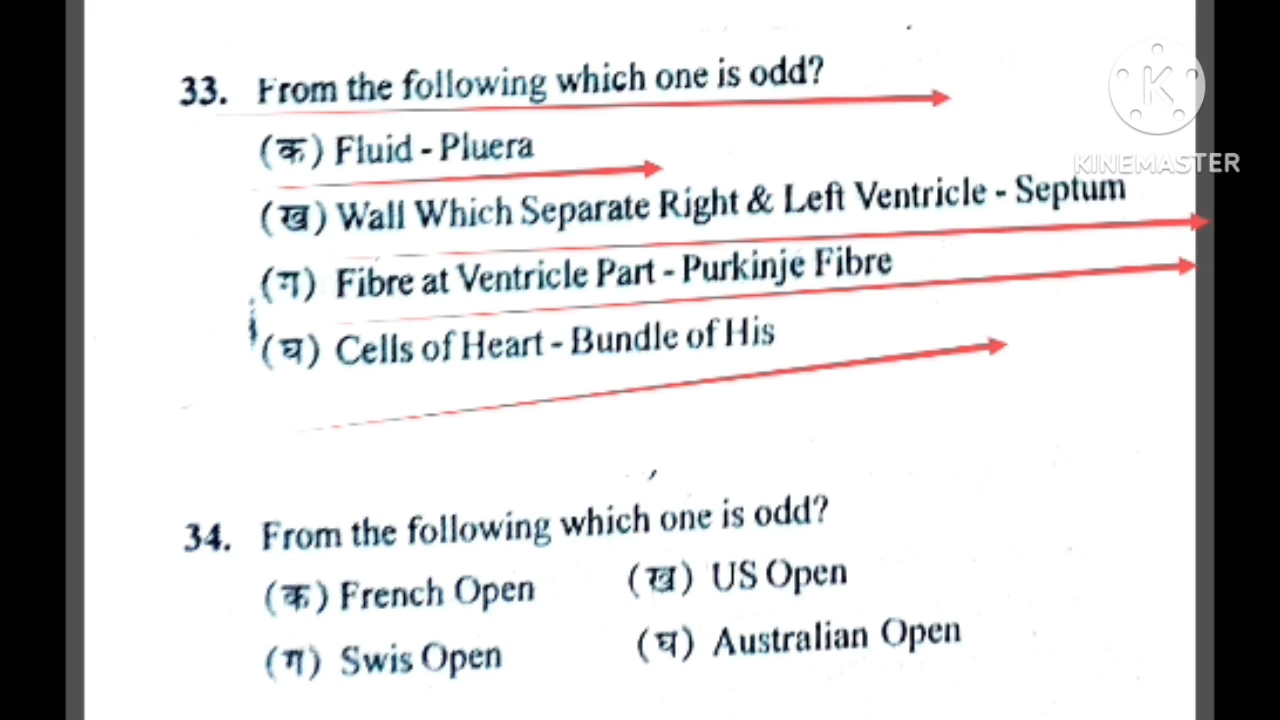 33. From the following which one is odd?
(क) Fluid - Pluera
(ख) Wall Which Separate Right & Left Ventricle - Septum
(ग) Fibre at Ventricle Part - Purkinje Fibre
(घ) Cells of Heart - Bundle of His
34. From the following which one is odd?
(क) French Open (ख) US Open
(ग) Swis Open (घ) Australian Open
K
KINEMASTER